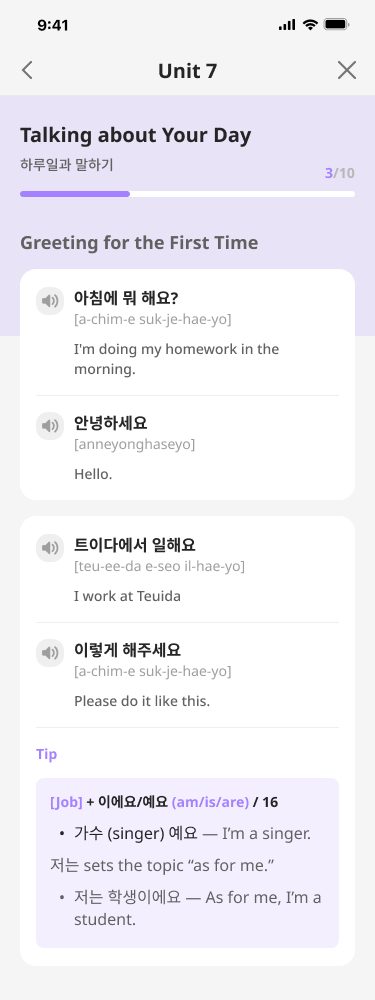 9:41
Unit 7
Talking about Your Day
하루일과 말하기
3/10
Greeting for the First Time
아침에 뭐 해요?
[a-chim-e suk-je-hae-yo]
I'm doing my homework in the
morning.
안녕하세요
[anneyonghaseyo]
Hello.
트이다에서 일해요
[teu-ee-da e-seo il-hae-yo]
I work at Teuida
이렇게 해주세요
[a-chim-e suk-je-hae-yo]
Please do it like this.
Tip
[Job] + 이에요/예요 (am/is/are) / 16
• 가수 (singer) 예요 — I’m a singer.
저는 sets the topic “as for me.”
• 저는 학생이에요 — As for me, I’m a
student.